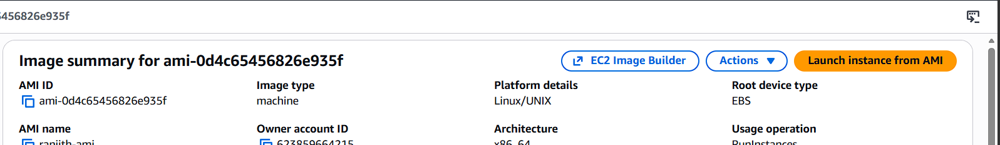 5456826e935f
Image summary for ami-0d4c65456826e935f
EC2 Image Builder
Actions
Launch instance from AMI
AMI ID
Image type
Platform details
Root device type
ami-0d4c65456826e935f
machine
Linux/UNIX
EBS
AMI name
Owner account ID
Architecture
Usage operation
ranjith-ami
623859664215
x86_64
RunInstances